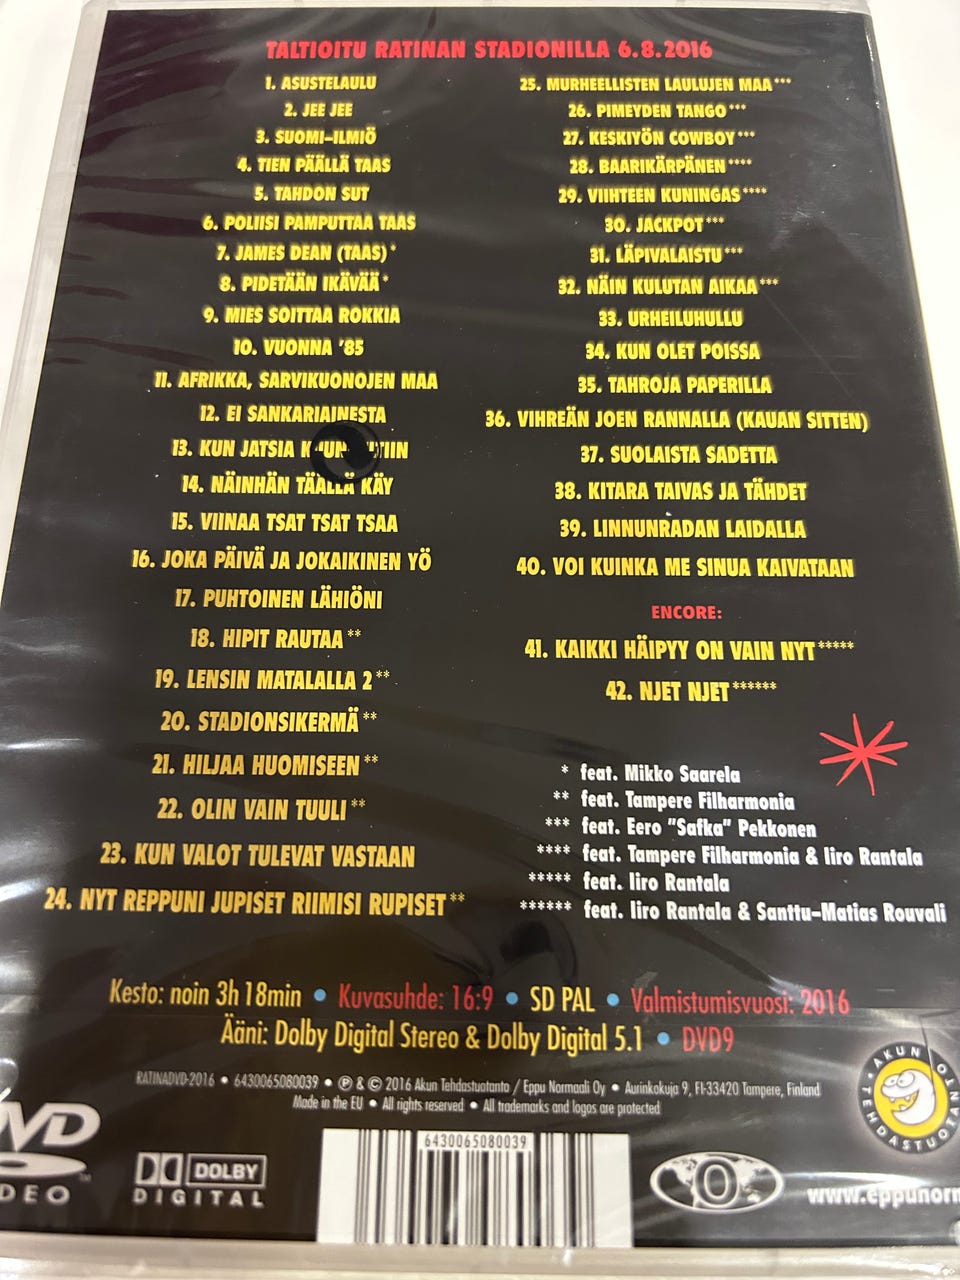 TALTIOITU RATINAN STADIONILLA 6.8.2016
1. ASUSTELAULU
2. JEE JEE
3. SUOMI-ILMIÖ
4. TIEN PÄÄLLÄ TAAS
5. TAHDON SUT
6. POLIISI PAMPUTTAA TAAS
7. JAMES DEAN (TAAS)*
8. PIDETÄÄN IKÄVÄÄ*
9. MIES SOITTAA ROKKIA
10. VUONNA '85
11. AFRIKKA, SARVIKUONOJEN MAA
12. EI SANKARIAINESTA
13. KUN JATSIA
14. NÄINHÄN TÄÄLLÄ KÄY
15. VIINAA TSAT TSAT TSAA
16. JOKA PÄIVÄ JA JOKAIKINEN YÖ
17. PUHTOINEN LÄHIÖNI
18. HIPIT RAUTAA**
19. LENSIN MATALALLA 2**
20. STADIONSIKERMÄ**
21. HILJAA HUOMISEEN**
22. OLIN VAIN TUULI**
23. KUN VALOT TULEVAT VASTAAN
24. NYT REPPUNI JUPISET RIIMISI RUPISET**
25. MURHEELLISTEN LAULUJEN MAA***
26. PIMEYDEN TANGO***
27. KESKIYÖN COWBOY***
28. BAARIKÄRPÄNEN****
29. VIIHTEEN KUNINGAS****
30. JACKPOT***
31. LÄPIVALAISTU***
32. NÄIN KULUTAN AIKAA***
33. URHEILUHULLU
34. KUN OLET POISSA
35. TAHROJA PAPERILLA
36. VIHREÄN JOEN RANNALLA (KAUAN SITTEN)
37. SUOLAISTA SADETTA
38. KITARA TAIVAS JA TÄHDET
39. LINNUNRADAN LAIDALLA
40. VOI KUINKA ME SINUA KAIVATAAN
ENCORE:
41. KAIKKI HÄIPYY ON VAIN NYT*****
42. NJET NJET******
* feat. Mikko Saarela
** feat. Tampere Filharmonia
*** feat. Eero "Safka" Pekkonen
**** feat. Tampere Filharmonia & Iiro Rantala
***** feat. Iiro Rantala
****** feat. Iiro Rantala & Santtu-Matias Rouvali
Kesto: noin 3h 18min • Kuvasuhde: 16:9 • SD PAL • Valmistumisvuosi: 2016
Ääni: Dolby Digital Stereo & Dolby Digital 5.1 • DVD9
RATINADVD-2016 • 6430065080039 • ℗ & © 2016 Akun Tehdastuotanto / Eppu Normaali Oy • Aurinkokuja 9, FI-33420 Tampere, Finland
Made in the EU • All rights reserved • All trademarks and logos are protected
AKUN TEHDASTUOTANTO
DVD
VIDEO
DOLBY
DIGITAL
6430065080039
0
www.eppunorm